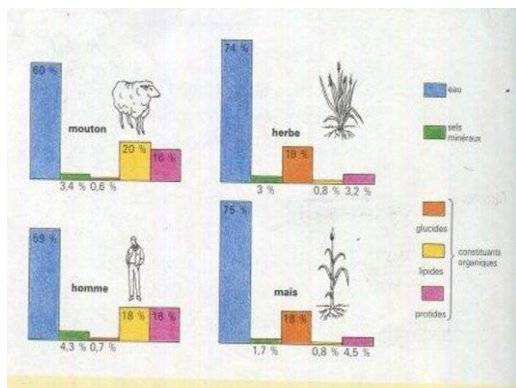 60 %
mouton
20 %
16 %
3,4 % 0,6 %
74 %
herbe
19 %
3 %
0,8 % 3,2 %
eau
sels
minéraux
59 %
homme
18 % 18 %
4,3 % 0,7 %
75 %
maïs
18 %
1,7 %
0,8 % 4,5 %
glucides
lipides
protides
constituants
organiques